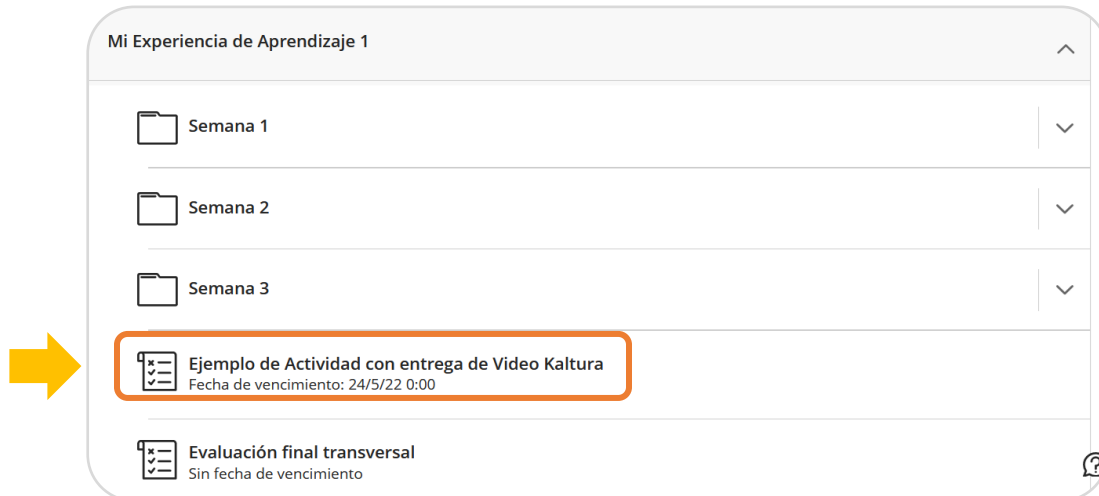 Mi Experiencia de Aprendizaje 1
Semana 1
Semana 2
Semana 3
Ejemplo de Actividad con entrega de Video Kaltura
Fecha de vencimiento: 24/5/22 0:00
Evaluación final transversal
Sin fecha de vencimiento